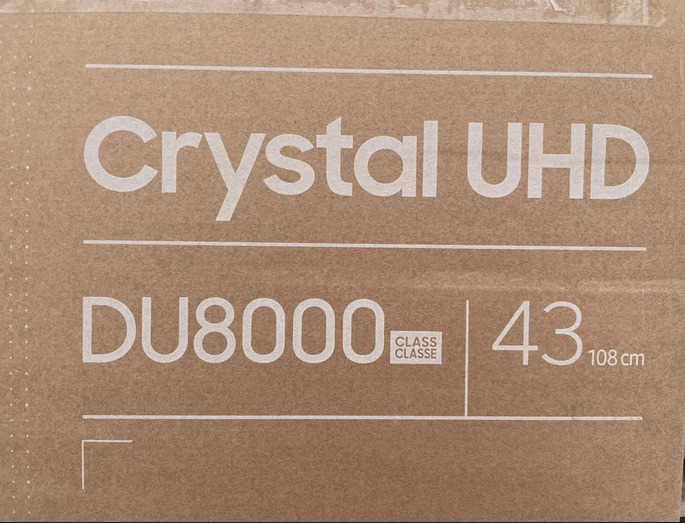 Crystal UHD
DU8000 CLASS
CLASSE
43 108 cm